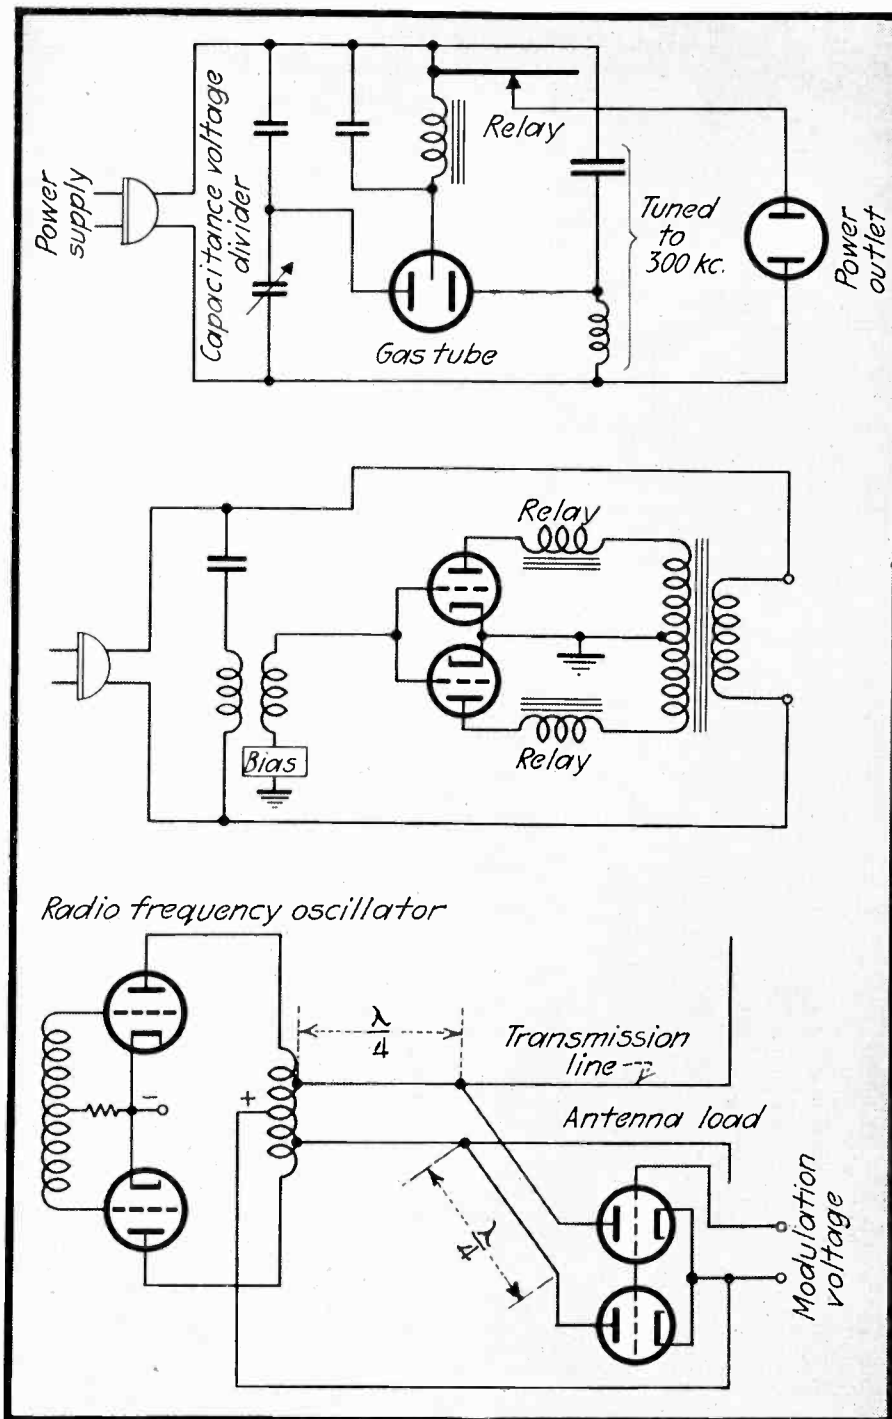 Power
supply
Capacitance voltage
divider
Relay
Gas tube
Tuned
to
300 kc.
Power
outlet
Relay
Bias
Relay
Radio frequency oscillator
λ
4
Transmission
line
+
−
Antenna load
λ
4
Modulation
voltage